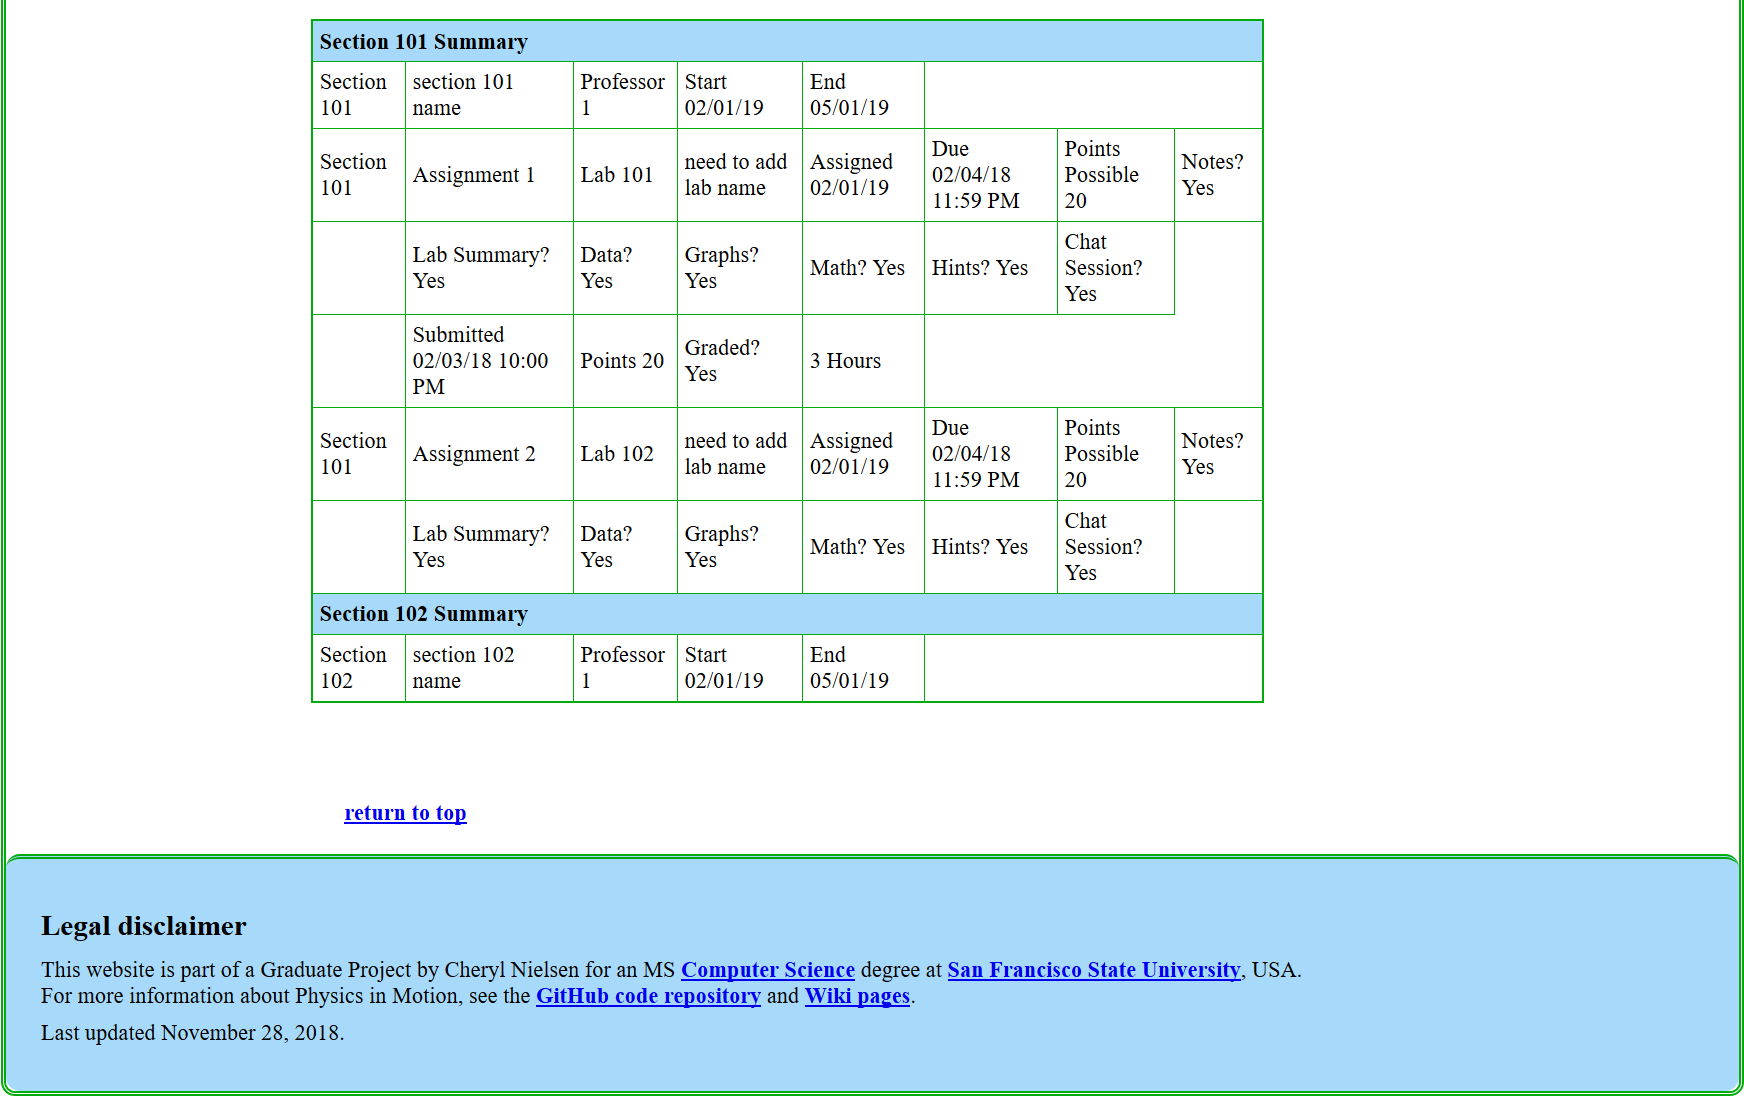 Section 101 Summary
Section
101
section 101
name
Professor
1
Start
02/01/19
End
05/01/19
Section
101
Assignment 1
Lab 101
need to add
lab name
Assigned
02/01/19
Due
02/04/18
11:59 PM
Points
Possible
20
Notes?
Yes
Lab Summary?
Yes
Data?
Yes
Graphs?
Yes
Math? Yes
Hints? Yes
Chat
Session?
Yes
Submitted
02/03/18 10:00
PM
Points 20
Graded?
Yes
3 Hours
Section
101
Assignment 2
Lab 102
need to add
lab name
Assigned
02/01/19
Due
02/04/18
11:59 PM
Points
Possible
20
Notes?
Yes
Lab Summary?
Yes
Data?
Yes
Graphs?
Yes
Math? Yes
Hints? Yes
Chat
Session?
Yes
Section 102 Summary
Section
102
section 102
name
Professor
1
Start
02/01/19
End
05/01/19
return to top
Legal disclaimer
This website is part of a Graduate Project by Cheryl Nielsen for an MS Computer Science degree at San Francisco State University, USA.
For more information about Physics in Motion, see the GitHub code repository and Wiki pages.
Last updated November 28, 2018.